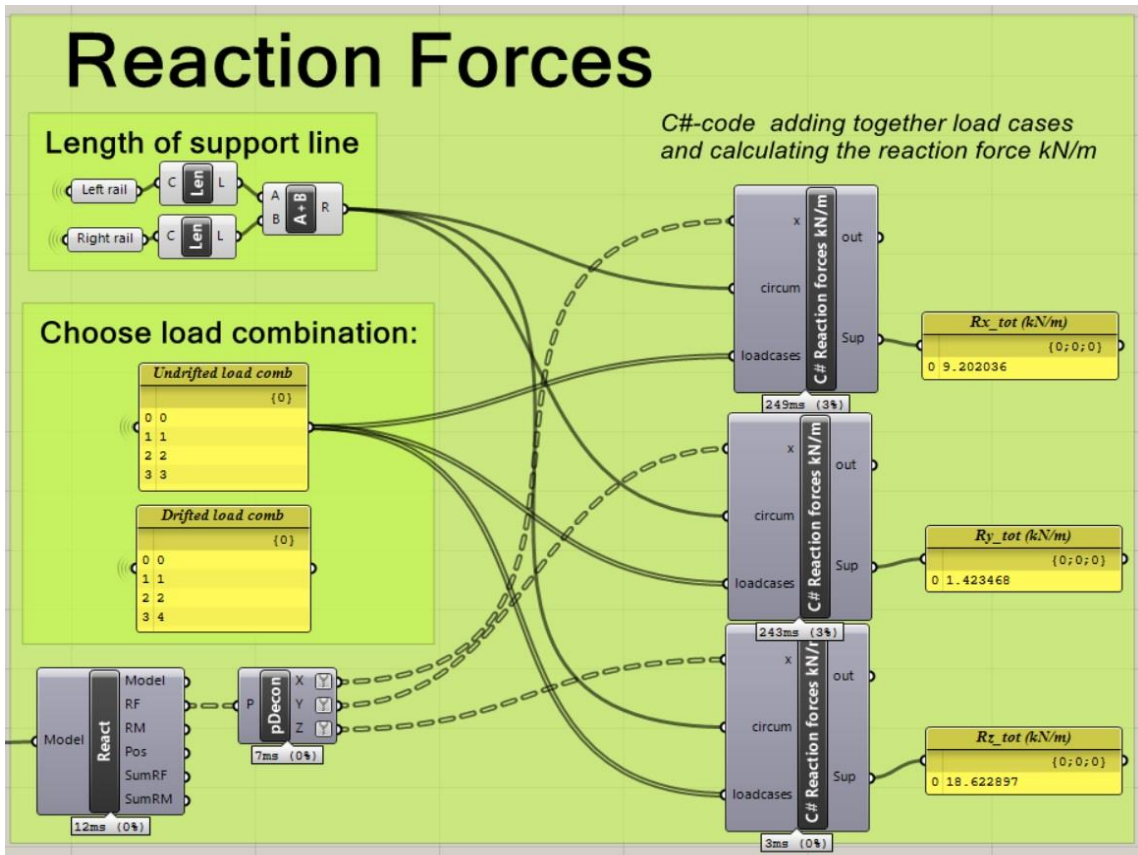 Reaction Forces
Length of support line
Left rail
C Len L
Right rail
C Len L
A
B
A+B
R
C#-code adding together load cases
and calculating the reaction force kN/m
x
circum
loadcases
C# Reaction forces kN/m
out
Sup
249ms (3%)
Rx_tot (kN/m)
{0;0;0}
0 9.202036
Choose load combination:
Undrifted load comb
{0}
0 0
1 1
2 2
3 3
Drifted load comb
{0}
0 0
1 1
2 2
3 4
x
circum
loadcases
C# Reaction forces kN/m
out
Sup
243ms (3%)
Ry_tot (kN/m)
{0;0;0}
0 1.423468
Model
React
Model
RF
RM
Pos
SumRF
SumRM
12ms (0%)
P
pDecon
X
Y
Z
7ms (0%)
x
circum
loadcases
C# Reaction forces kN/
out
Sup
3ms (0%)
Rz_tot (kN/m)
{0;0;0}
0 18.622897